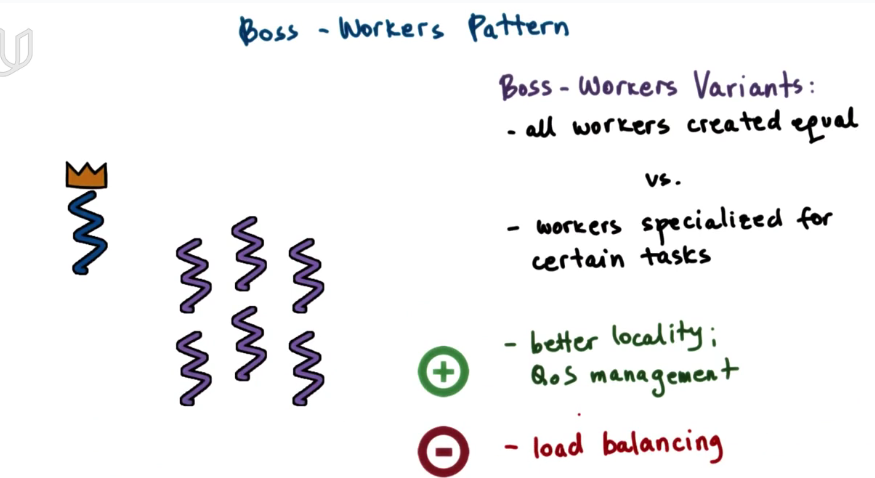 Boss - Workers Pattern
Boss - Workers Variants:
- all workers created equal
vs.
- workers specialized for
certain tasks
- better locality;
QoS management
- load balancing